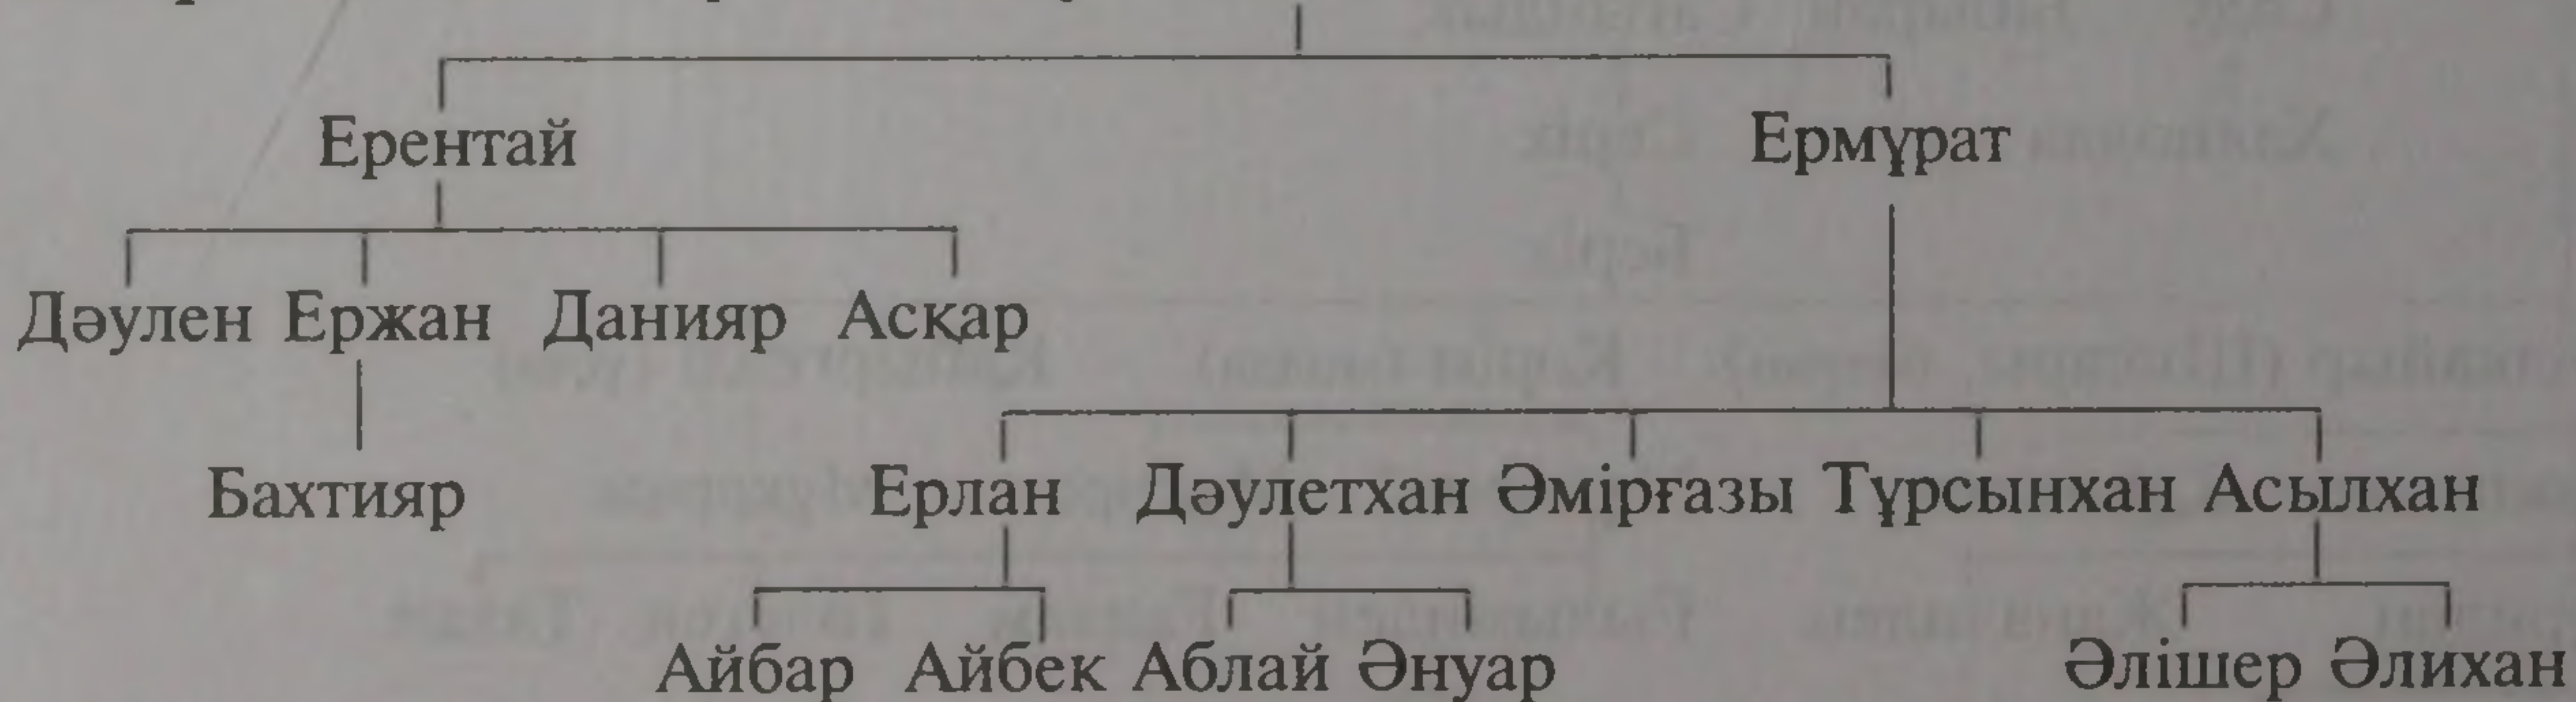 Ерентай Ермұрат
Дәулен Ержан Данияр Асқар
Бахтияр Ерлан Дәулетхан Әмірғазы Тұрсынхан Асылхан
Айбар Айбек Аблай Әнуар Әлішер Әлихан